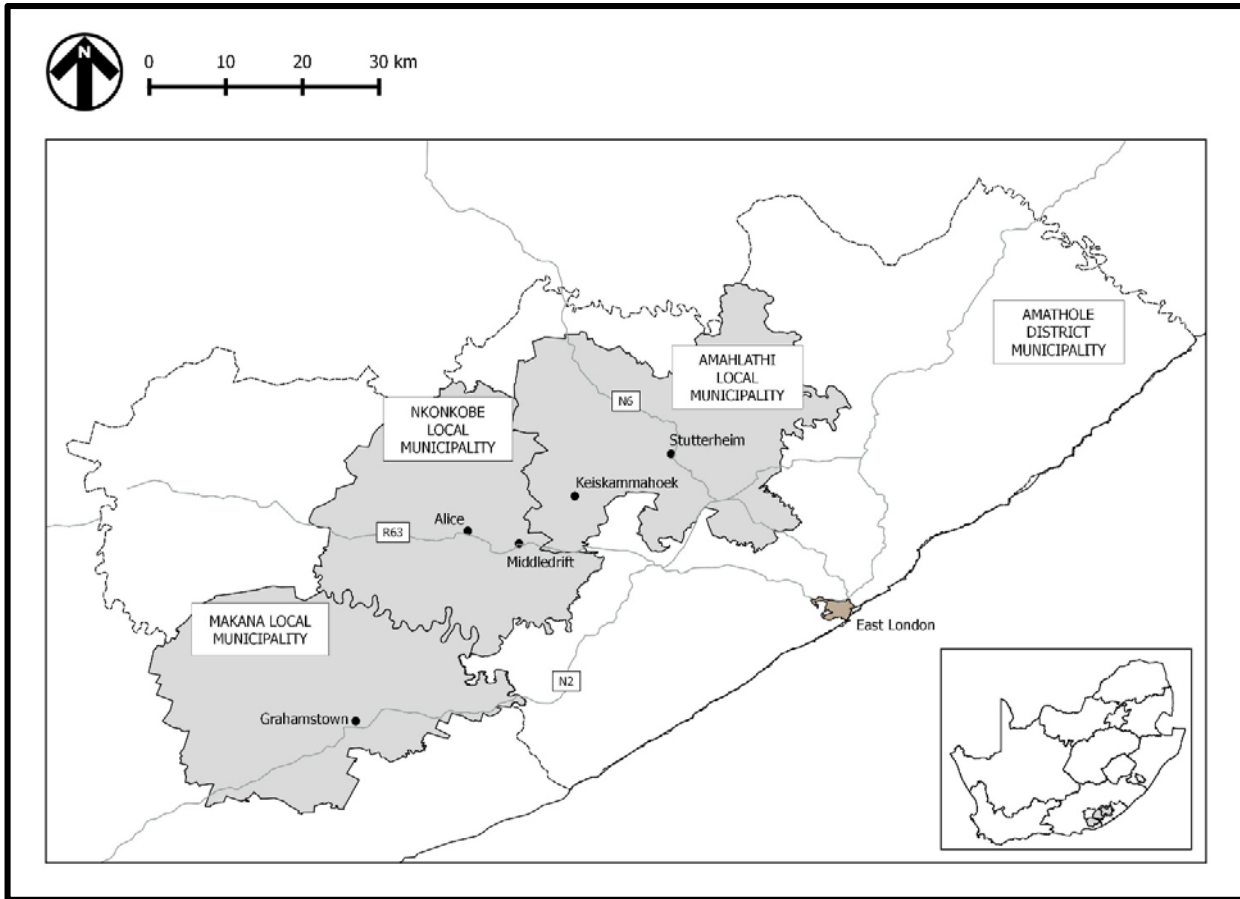 N
0 10 20 30 km
AMATHOLE
DISTRICT
MUNICIPALITY
AMAHLATHI
LOCAL
MUNICIPALITY
NKONKOBE
LOCAL
MUNICIPALITY
N6
Stutterheim
Keiskammahoek
Alice
R63
Middledrift
MAKANA LOCAL
MUNICIPALITY
East London
N2
Grahamstown